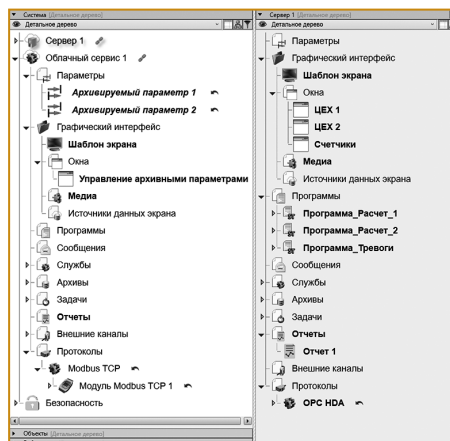 Система [Детальное дерево]
Детальное дерево
Сервер 1
Облачный сервис 1
Параметры
Архивируемый параметр 1
Архивируемый параметр 2
Графический интерфейс
Шаблон экрана
Окна
Управление архивными параметрами
Медиа
Источники данных экрана
Программы
Сообщения
Службы
Архивы
Задачи
Отчеты
Внешние каналы
Протоколы
Modbus TCP
Модуль Modbus TCP 1
Безопасность
Объекты [Детальное дерево]
Сервер 1 [Детальное дерево]
Детальное дерево
Параметры
Графический интерфейс
Шаблон экрана
Окна
ЦЕХ 1
ЦЕХ 2
Счетчики
Медиа
Источники данных экрана
Программы
Программа_Расчет_1
Программа_Расчет_2
Программа_Тревоги
Сообщения
Службы
Архивы
Задачи
Отчеты
Отчет 1
Внешние каналы
Протоколы
OPC HDA